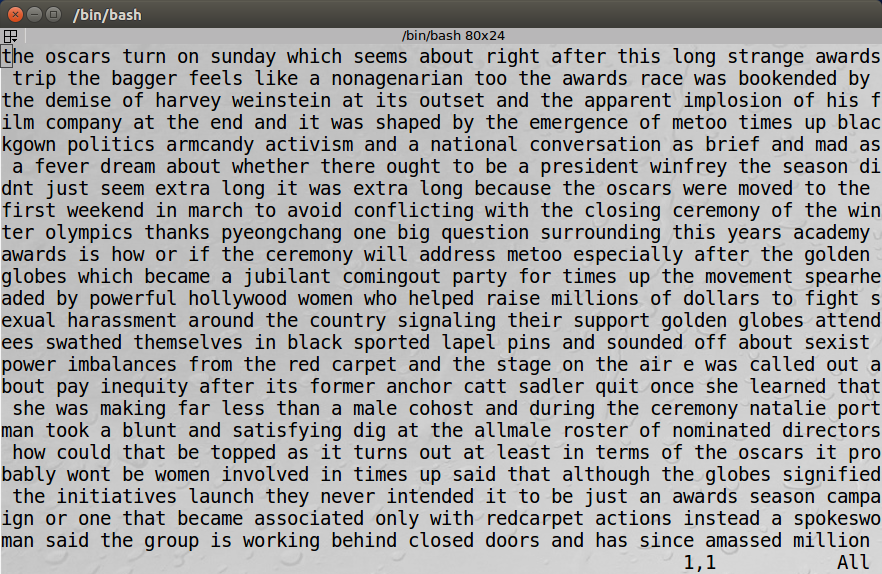 /bin/bash
/bin/bash 80x24
the oscars turn on sunday which seems about right after this long strange awards
 trip the bagger feels like a nonagenarian too the awards race was bookended by
the demise of harvey weinstein at its outset and the apparent implosion of his f
ilm company at the end and it was shaped by the emergence of metoo times up blac
kgown politics armcandy activism and a national conversation as brief and mad as
 a fever dream about whether there ought to be a president winfrey the season di
dnt just seem extra long it was extra long because the oscars were moved to the
first weekend in march to avoid conflicting with the closing ceremony of the win
ter olympics thanks pyeongchang one big question surrounding this years academy
awards is how or if the ceremony will address metoo especially after the golden
globes which became a jubilant comingout party for times up the movement spearhe
aded by powerful hollywood women who helped raise millions of dollars to fight s
exual harassment around the country signaling their support golden globes attend
ees swathed themselves in black sported lapel pins and sounded off about sexist
power imbalances from the red carpet and the stage on the air e was called out a
bout pay inequity after its former anchor catt sadler quit once she learned that
 she was making far less than a male cohost and during the ceremony natalie port
man took a blunt and satisfying dig at the allmale roster of nominated directors
 how could that be topped as it turns out at least in terms of the oscars it pro
bably wont be women involved in times up said that although the globes signified
 the initiatives launch they never intended it to be just an awards season campa
ign or one that became associated only with redcarpet actions instead a spokeswo
man said the group is working behind closed doors and has since amassed million
1,1 All